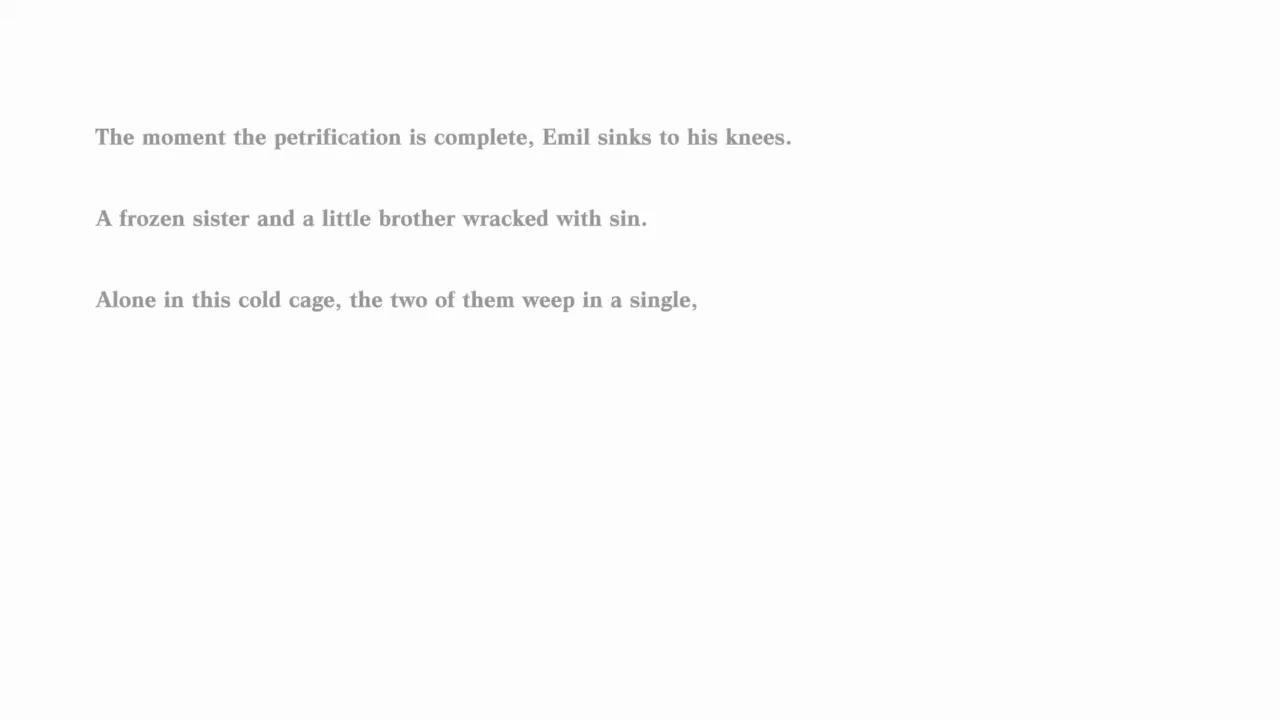 The moment the petrification is complete, Emil sinks to his knees.
A frozen sister and a little brother wracked with sin.
Alone in this cold cage, the two of them weep in a single,